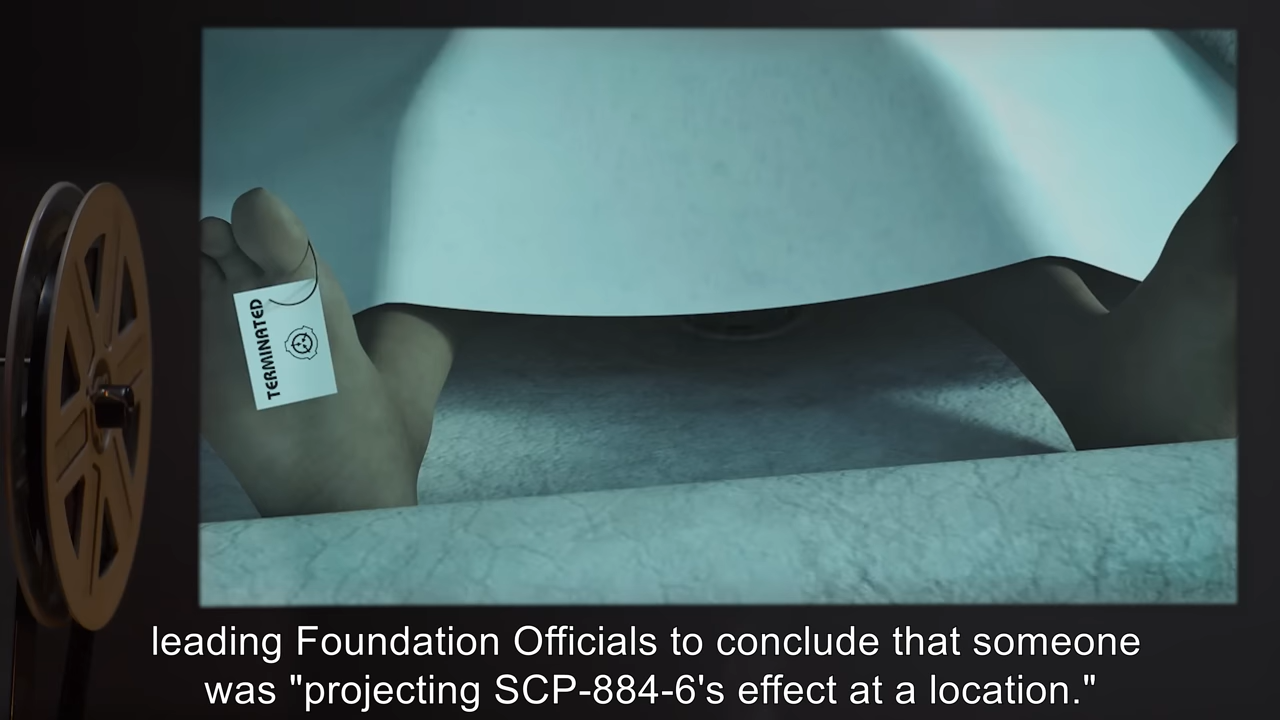 TERMINATED
leading Foundation Officials to conclude that someone
was "projecting SCP-884-6's effect at a location."